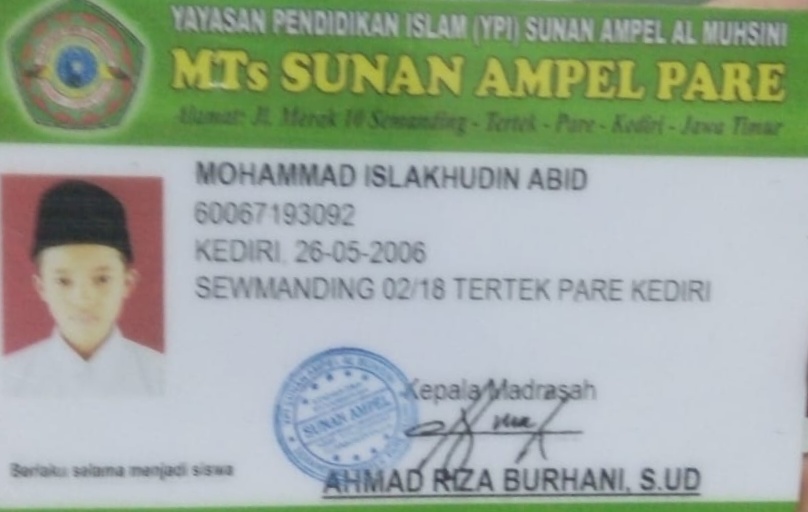 YAYASAN PENDIDIKAN ISLAM (YPI) SUNAN AMPEL AL MUHSINI
MTs SUNAN AMPEL PARE
Alamat: Jl. Merak 10 Semanding - Tertek - Pare - Kediri - Jawa Timur
MOHAMMAD ISLAKHUDIN ABID
60067193092
KEDIRI, 26-05-2006
SEWMANDING 02/18 TERTEK PARE KEDIRI
Kepala Madrasah
SUNAN AMPEL
Berlaku selama menjadi siswa
AHMAD RIZA BURHANI, S.UD